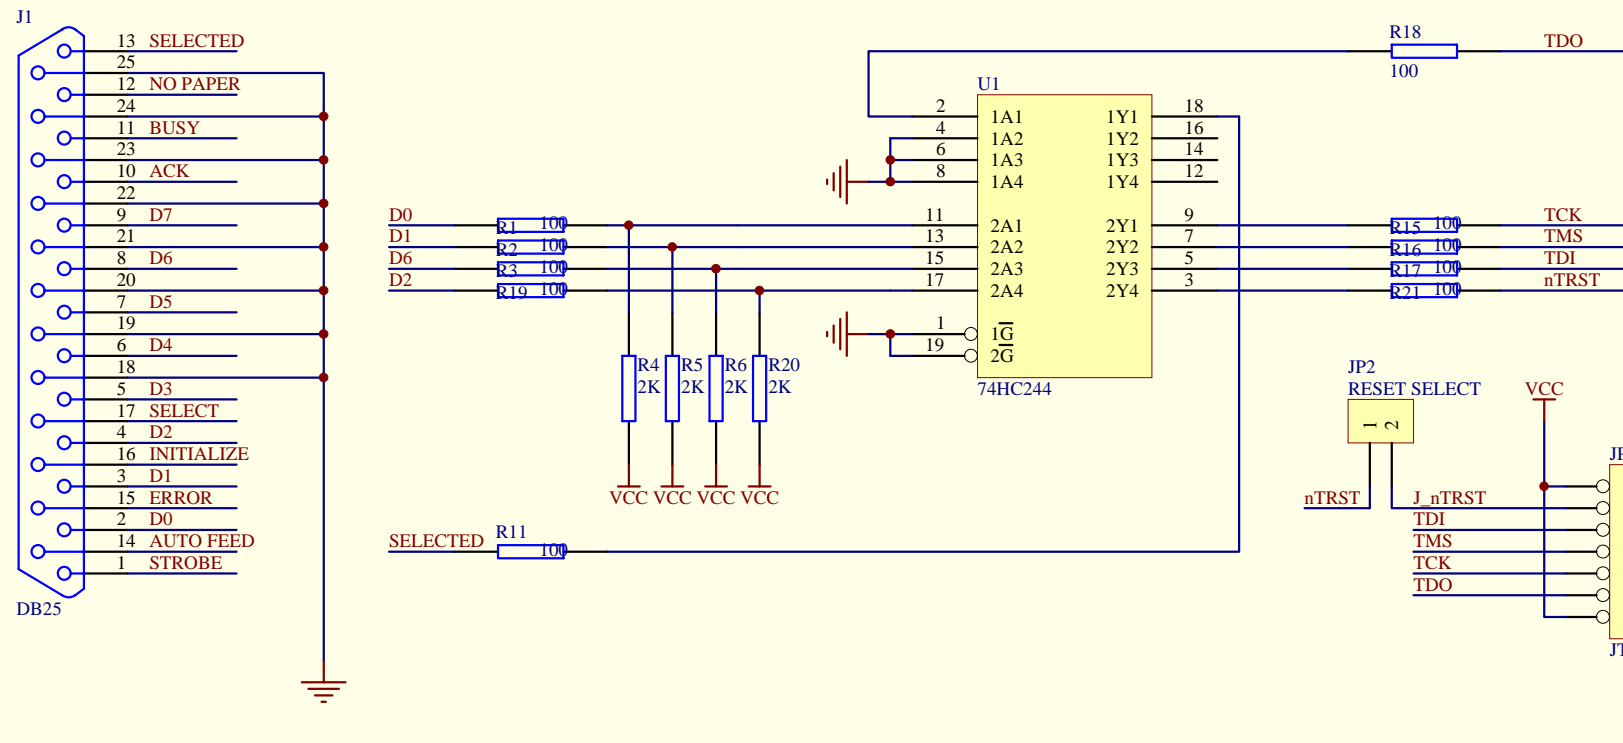 J1
13 SELECTED
25
12 NO PAPER
24
11 BUSY
23
10 ACK
22
9 D7
21
8 D6
20
7 D5
19
6 D4
18
5 D3
17 SELECT
4 D2
16 INITIALIZE
3 D1
15 ERROR
2 D0
14 AUTO FEED
1 STROBE
DB25
D0 R1 100
D1 R2 100
D6 R3 100
D2 R19 100
R4 2K
R5 2K
R6 2K
R20 2K
VCC VCC VCC VCC
SELECTED R11 100
U1
2 1A1 1Y1 18
4 1A2 1Y2 16
6 1A3 1Y3 14
8 1A4 1Y4 12
11 2A1 2Y1 9
13 2A2 2Y2 7
15 2A3 2Y3 5
17 2A4 2Y4 3
1 1G
19 2G
74HC244
R18 TDO
100
R15 100 TCK
R16 100 TMS
R17 100 TDI
R21 100 nTRST
JP2
RESET SELECT
1 2
VCC
nTRST J_nTRST
TDI
TMS
TCK
TDO